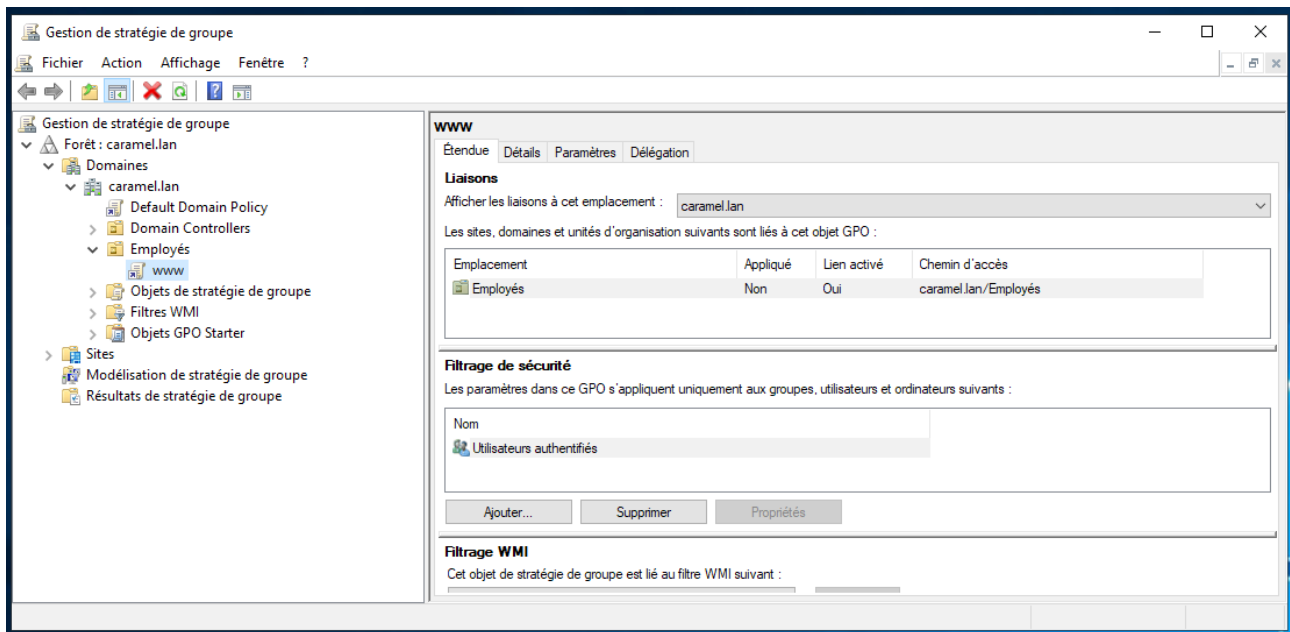 Gestion de stratégie de groupe
Fichier Action Affichage Fenêtre ?
Gestion de stratégie de groupe
Forêt : caramel.lan
Domaines
caramel.lan
Default Domain Policy
Domain Controllers
Employés
www
Objets de stratégie de groupe
Filtres WMI
Objets GPO Starter
Sites
Modélisation de stratégie de groupe
Résultats de stratégie de groupe
www
Étendue Détails Paramètres Délégation
Liaisons
Afficher les liaisons à cet emplacement : caramel.lan
Les sites, domaines et unités d'organisation suivants sont liés à cet objet GPO :
Emplacement Appliqué Lien activé Chemin d'accès
Employés Non Oui caramel.lan/Employés
Filtrage de sécurité
Les paramètres dans ce GPO s'appliquent uniquement aux groupes, utilisateurs et ordinateurs suivants :
Nom
Utilisateurs authentifiés
Ajouter... Supprimer Propriétés
Filtrage WMI
Cet objet de stratégie de groupe est lié au filtre WMI suivant :